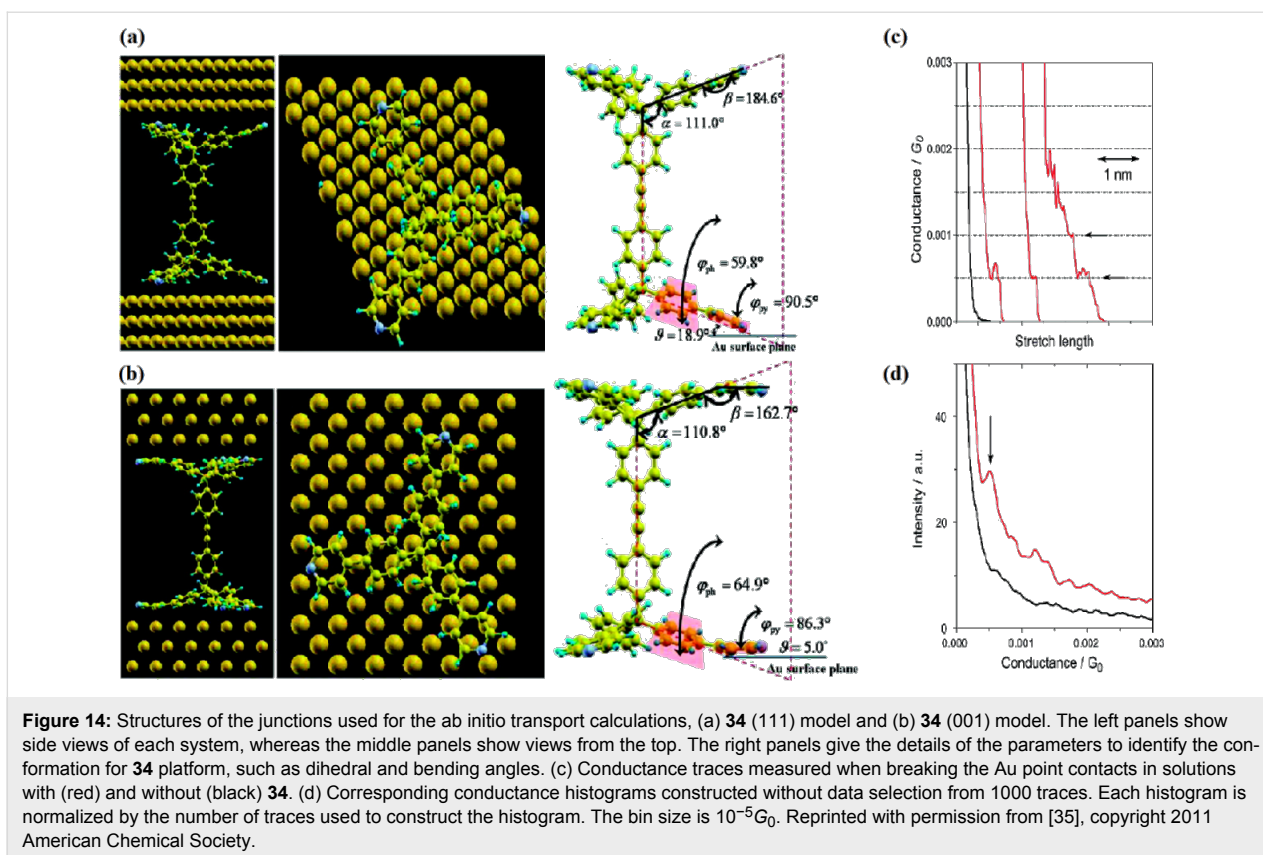 (a)
β = 184.6°
α = 111.0°
φph = 59.8°
φpy = 90.5°
ϑ = 18.9°
Au surface plane
(b)
β = 162.7°
α = 110.8°
φph = 64.9°
φpy = 86.3°
ϑ = 5.0°
Au surface plane
(c)
Conductance / G0
0.003
0.002
0.001
0.000
1 nm
Stretch length
(d)
Intensity / a.u.
40
20
0
0.000 0.001 0.002 0.003
Conductance / G0
Figure 14: Structures of the junctions used for the ab initio transport calculations, (a) 34 (111) model and (b) 34 (001) model. The left panels show
side views of each system, whereas the middle panels show views from the top. The right panels give the details of the parameters to identify the con-
formation for 34 platform, such as dihedral and bending angles. (c) Conductance traces measured when breaking the Au point contacts in solutions
with (red) and without (black) 34. (d) Corresponding conductance histograms constructed without data selection from 1000 traces. Each histogram is
normalized by the number of traces used to construct the histogram. The bin size is 10⁻⁵G0. Reprinted with permission from [35], copyright 2011
American Chemical Society.